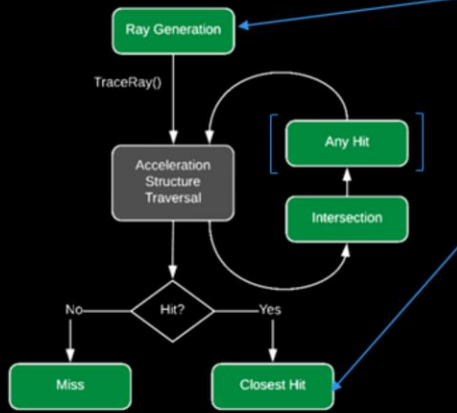 Ray Generation
TraceRay()
Any Hit
Acceleration
Structure
Traversal
Intersection
No
Hit?
Yes
Miss
Closest Hit